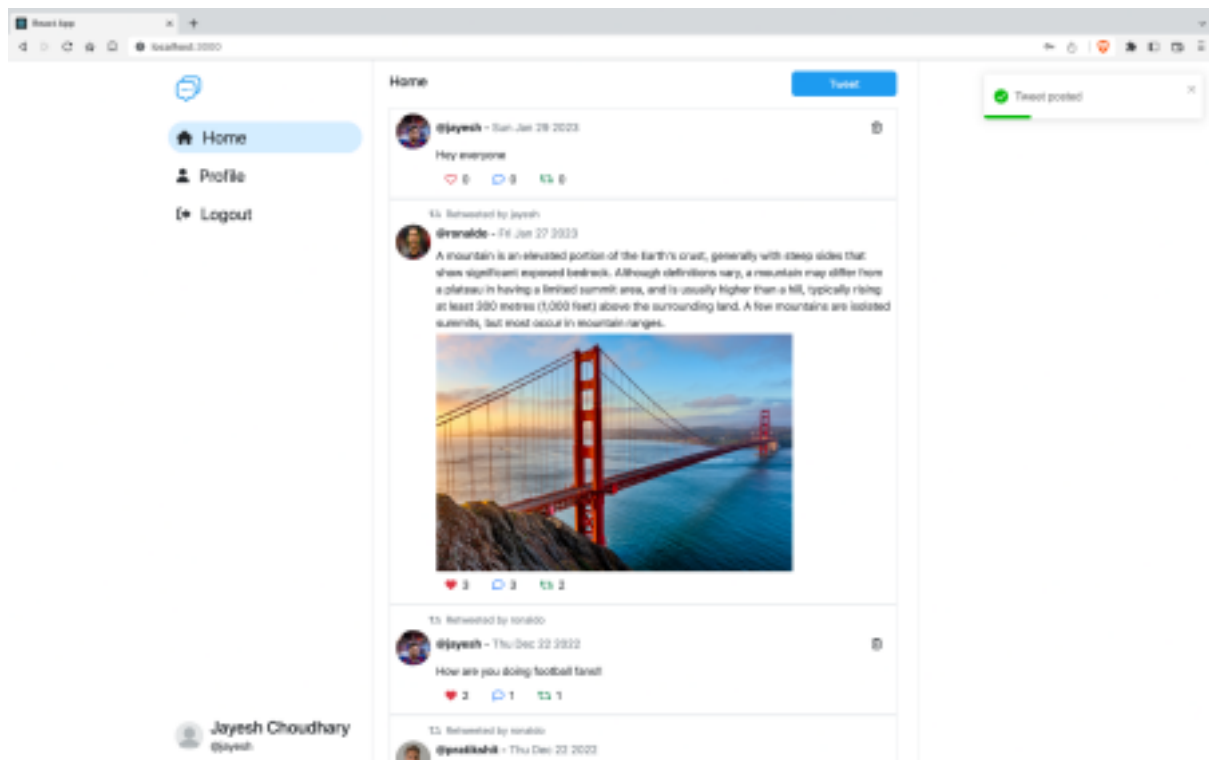 React App
localhost:3000
Home
Profile
Logout
Jayesh Choudhary
@jayesh
Home
Tweet
@jayesh - Sun Jan 29 2023
Hey everyone
0 0 0
Retweeted by jayesh
@ronaldo - Fri Jan 27 2023
A mountain is an elevated portion of the Earth's crust, generally with steep sides that
show significant exposed bedrock. Although definitions vary, a mountain may differ from
a plateau in having a limited summit area, and is usually higher than a hill, typically rising
at least 300 metres (1,000 feet) above the surrounding land. A few mountains are isolated
summits, but most occur in mountain ranges.
3 3 2
Retweeted by ronaldo
@jayesh - Thu Dec 22 2022
How are you doing football fans!!
2 1 1
Retweeted by ronaldo
- Thu Dec 22 2022
Tweet posted